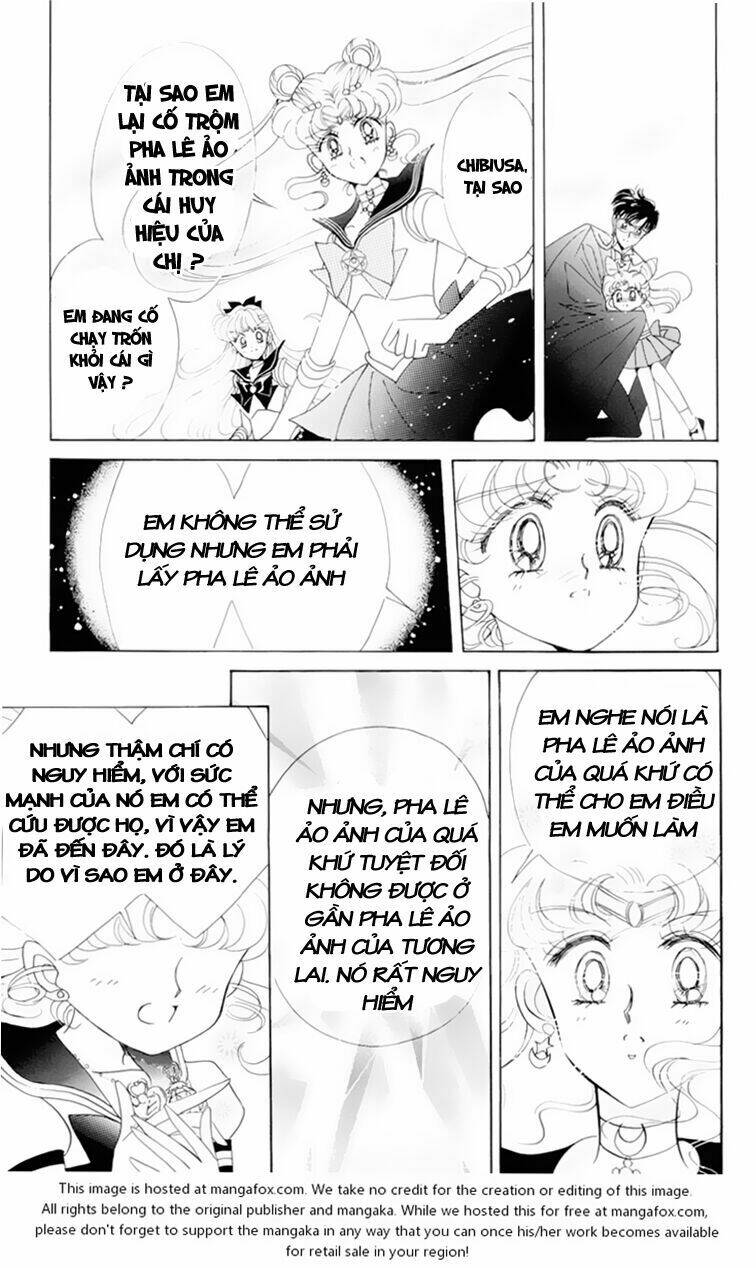 CHIBIUSA,
TẠI SAO
TẠI SAO EM
LẠI CỐ TRỘM
PHA LÊ ẢO
ẢNH TRONG
CÁI HUY
HIỆU CỦA
CHỊ ?
EM ĐANG CỐ
CHẠY TRỐN
KHỎI CÁI GÌ
VẬY ?
EM KHÔNG THỂ SỬ
DỤNG NHƯNG EM PHẢI
LẤY PHA LÊ ẢO ẢNH
EM NGHE NÓI LÀ
PHA LÊ ẢO ẢNH
CỦA QUÁ KHỨ CÓ
THỂ CHO EM ĐIỀU
EM MUỐN LÀM
NHƯNG, PHA LÊ
ẢO ẢNH CỦA QUÁ
KHỨ TUYỆT ĐỐI
KHÔNG ĐƯỢC Ở
GẦN PHA LÊ ẢO
ẢNH CỦA TƯƠNG
LAI. NÓ RẤT NGUY
HIỂM
NHƯNG THẬM CHÍ CÓ
NGUY HIỂM, VỚI SỨC
MẠNH CỦA NÓ EM CÓ THỂ
CỨU ĐƯỢC HỌ, VÌ VẬY EM
ĐÃ ĐẾN ĐÂY. ĐÓ LÀ LÝ
DO VÌ SAO EM Ở ĐÂY.
This image is hosted at mangafox.com. We take no credit for the creation or editing of this image.
All rights belong to the original publisher and mangaka. While we hosted this for free at mangafox.com,
please don't forget to support the mangaka in any way that you can once his/her work becomes available
for retail sale in your region!